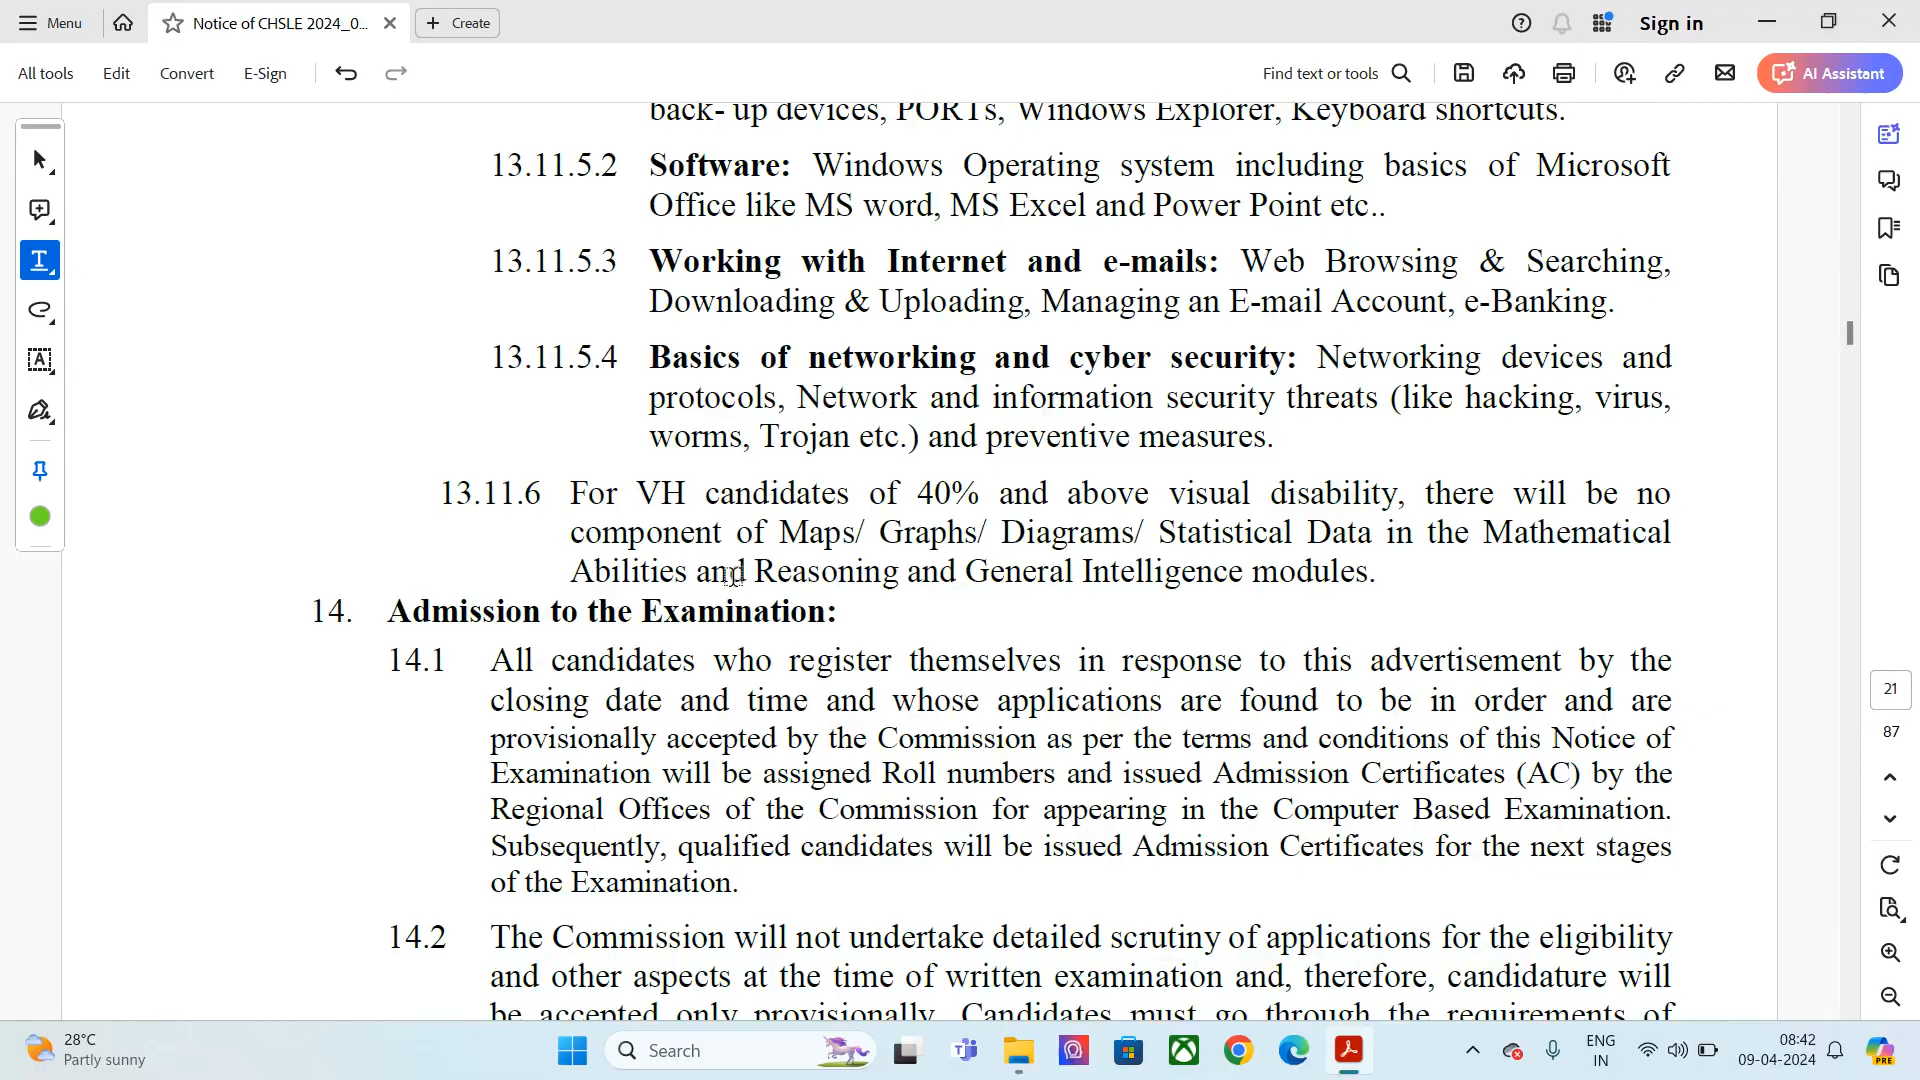 Menu
Notice of CHSLE 2024_0...
Create
Sign in
All tools
Edit
Convert
E-Sign
Find text or tools
AI Assistant
back- up devices, PORTs, Windows Explorer, Keyboard shortcuts.
13.11.5.2 Software: Windows Operating system including basics of Microsoft
Office like MS word, MS Excel and Power Point etc..
13.11.5.3 Working with Internet and e-mails: Web Browsing & Searching,
Downloading & Uploading, Managing an E-mail Account, e-Banking.
13.11.5.4 Basics of networking and cyber security: Networking devices and
protocols, Network and information security threats (like hacking, virus,
worms, Trojan etc.) and preventive measures.
13.11.6 For VH candidates of 40% and above visual disability, there will be no
component of Maps/ Graphs/ Diagrams/ Statistical Data in the Mathematical
Abilities and Reasoning and General Intelligence modules.
14. Admission to the Examination:
14.1 All candidates who register themselves in response to this advertisement by the
closing date and time and whose applications are found to be in order and are
provisionally accepted by the Commission as per the terms and conditions of this Notice of
Examination will be assigned Roll numbers and issued Admission Certificates (AC) by the
Regional Offices of the Commission for appearing in the Computer Based Examination.
Subsequently, qualified candidates will be issued Admission Certificates for the next stages
of the Examination.
14.2 The Commission will not undertake detailed scrutiny of applications for the eligibility
and other aspects at the time of written examination and, therefore, candidature will
be accepted only provisionally. Candidates must go through the requirements of
21
87
28°C
Partly sunny
Search
ENG
IN
08:42
09-04-2024
PRE